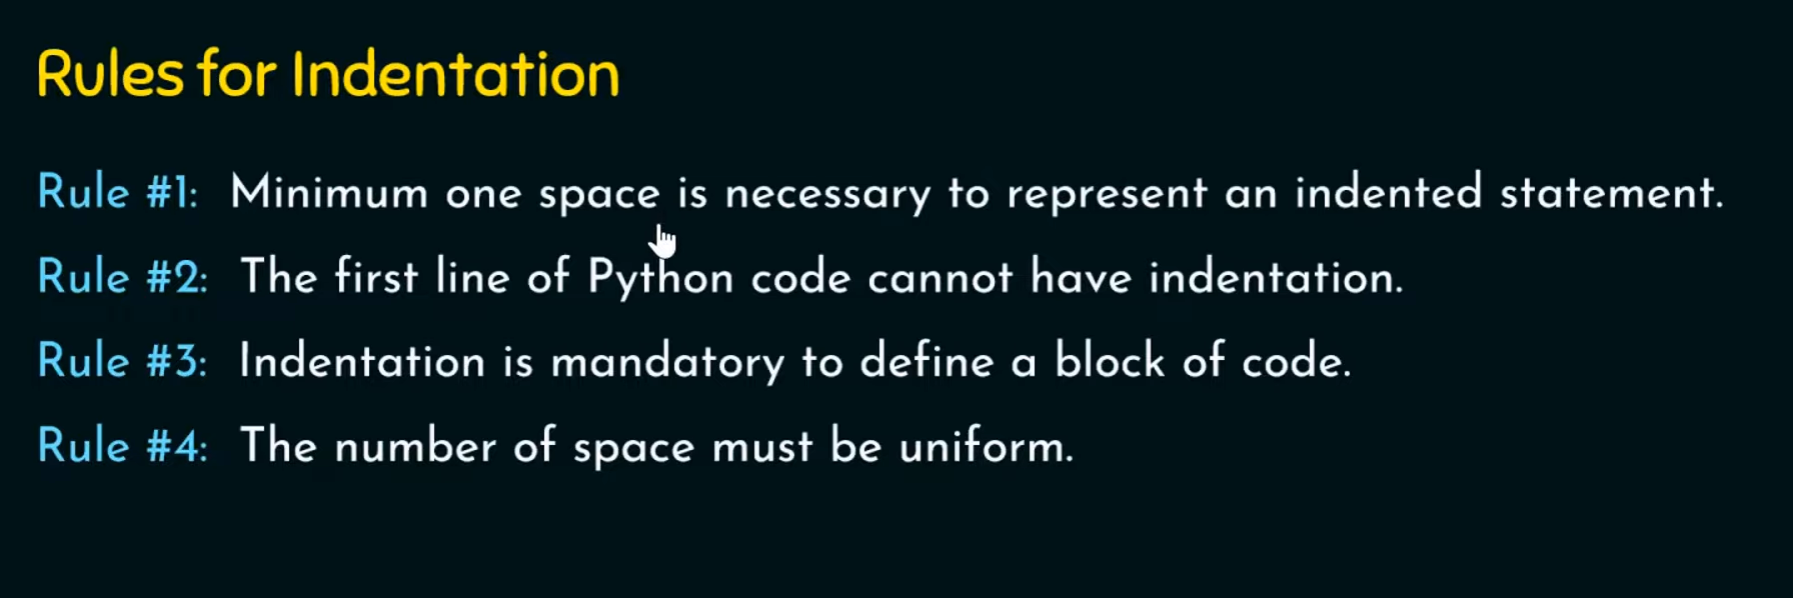 Rules for Indentation
Rule #1: Minimum one space is necessary to represent an indented statement.
Rule #2: The first line of Python code cannot have indentation.
Rule #3: Indentation is mandatory to define a block of code.
Rule #4: The number of space must be uniform.